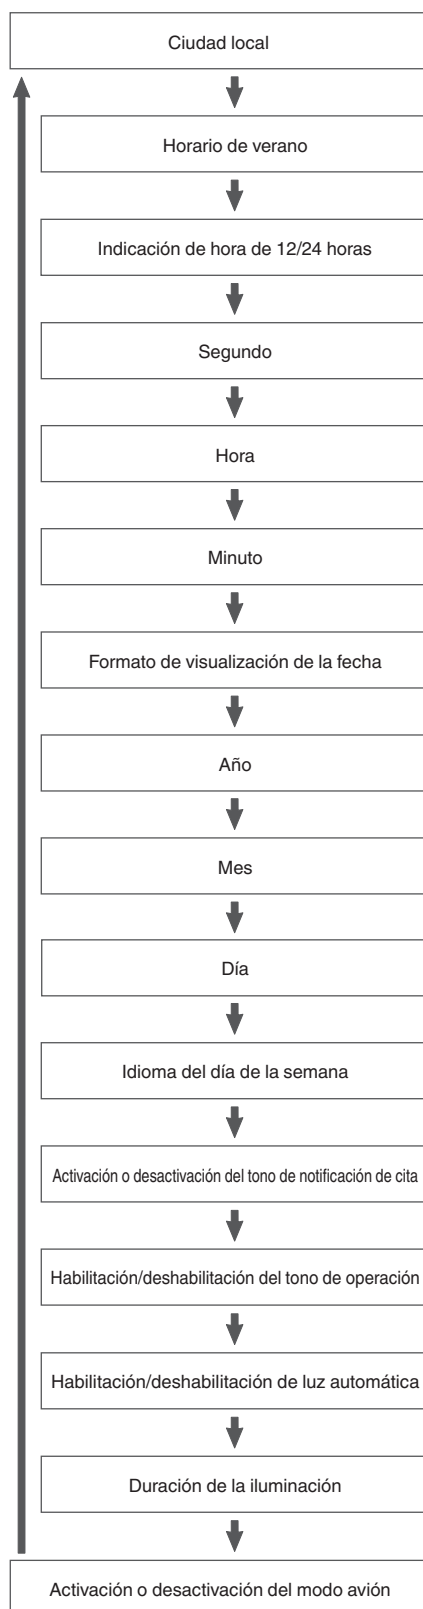 Ciudad local
Horario de verano
Indicación de hora de 12/24 horas
Segundo
Hora
Minuto
Formato de visualización de la fecha
Año
Mes
Día
Idioma del día de la semana
Activación o desactivación del tono de notificación de cita
Habilitación/deshabilitación del tono de operación
Habilitación/deshabilitación de luz automática
Duración de la iluminación
Activación o desactivación del modo avión